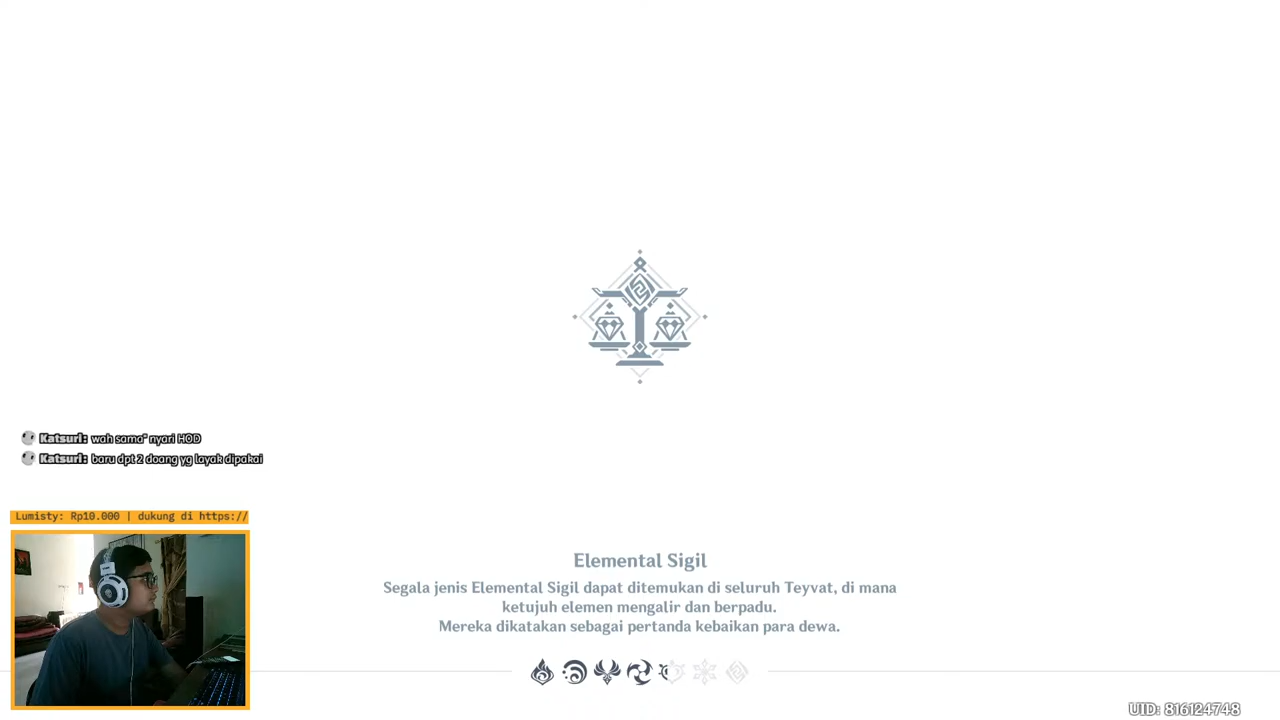 Katsuri: wah sama" nyari HOD
Katsuri: baru dpt 2 doang yg layak dipakai
Lumisty: Rp10.000 | dukung di https://
Elemental Sigil
Segala jenis Elemental Sigil dapat ditemukan di seluruh Teyvat, di mana
ketujuh elemen mengalir dan berpadu.
Mereka dikatakan sebagai pertanda kebaikan para dewa.
UID: 816124748